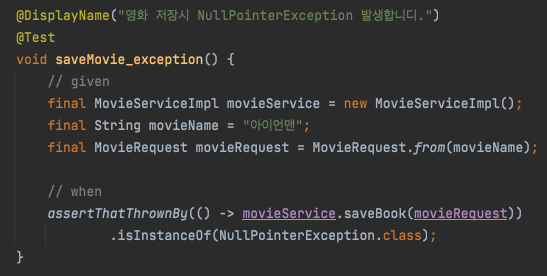 @DisplayName("영화 저장시 NullPointerException 발생합니디.")
@Test
void saveMovie_exception() {
// given
final MovieServiceImpl movieService = new MovieServiceImpl();
final String movieName = "아이언맨";
final MovieRequest movieRequest = MovieRequest.from(movieName);
// when
assertThatThrownBy(() -> movieService.saveBook(movieRequest))
.isInstanceOf(NullPointerException.class);
}